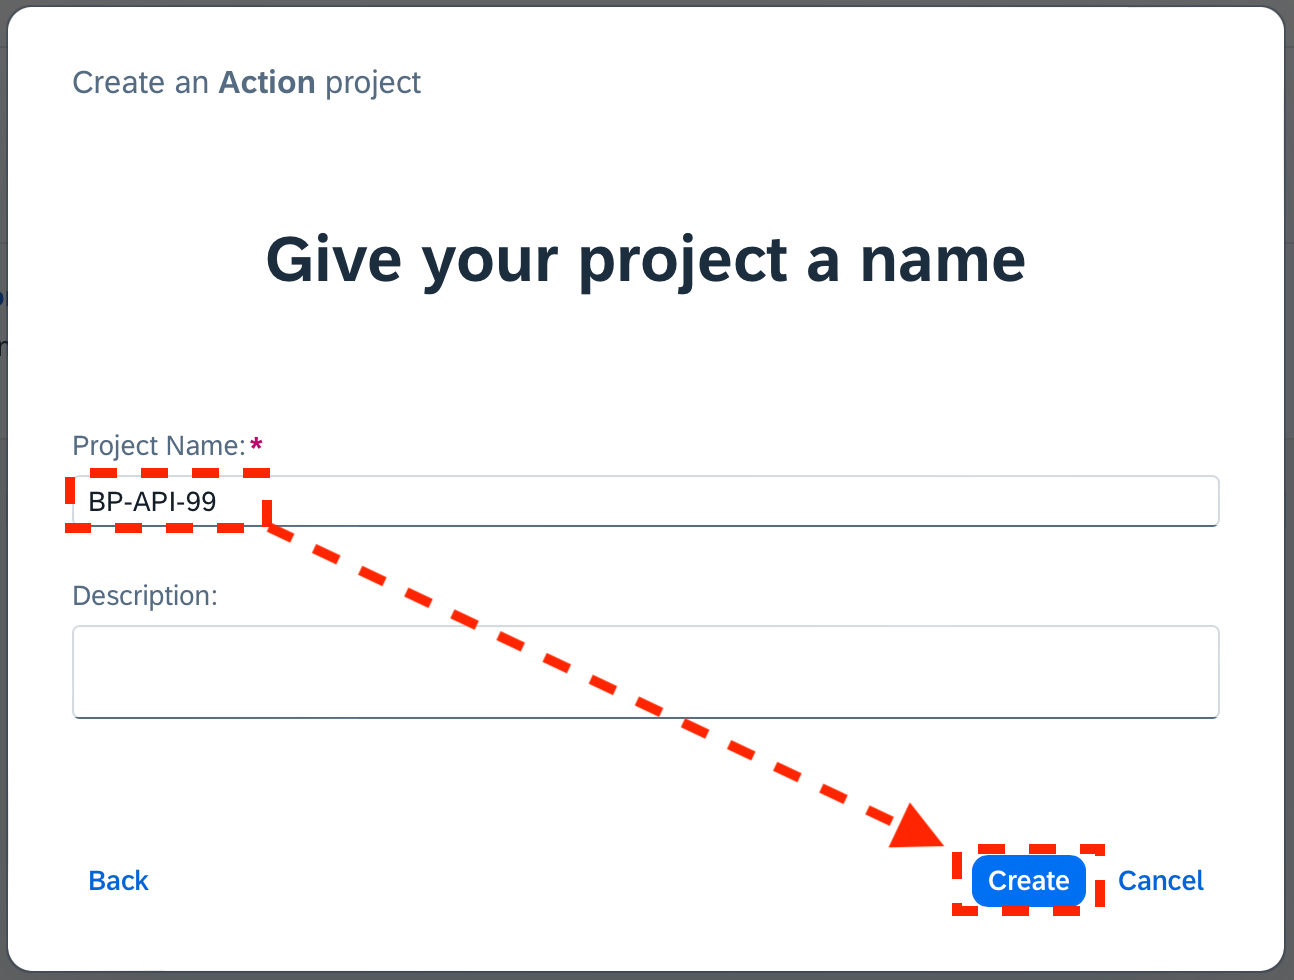 Create an Action project
Give your project a name
Project Name:*
BP-API-99
Description:
Back
Create
Cancel